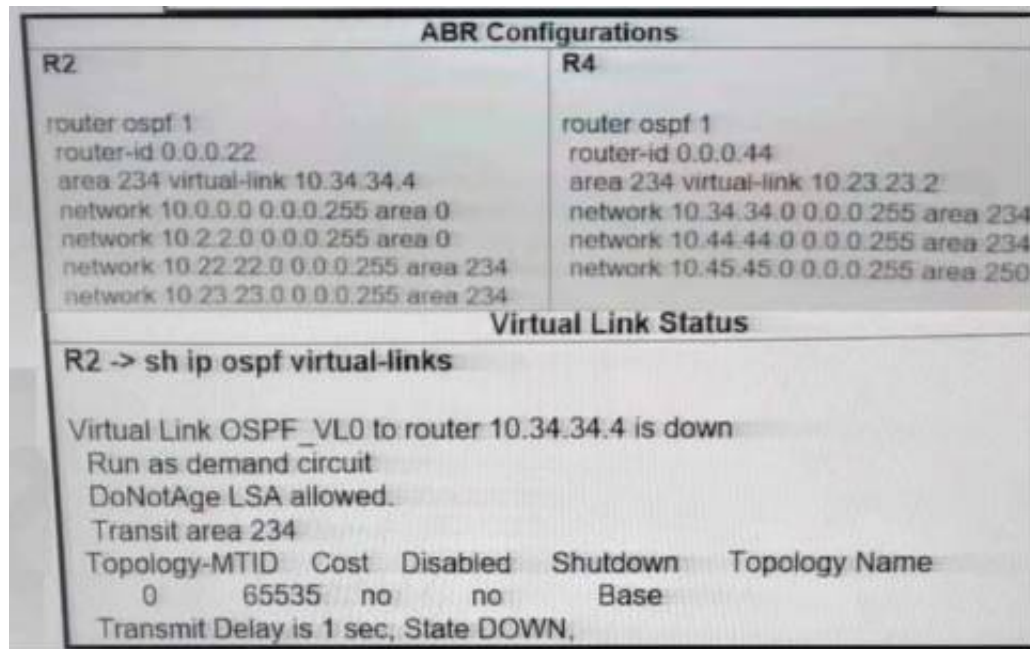 ABR Configurations
R2
router ospf 1
router-id 0.0.0.22
area 234 virtual-link 10.34.34.4
network 10.0.0.0 0.0.0.255 area 0
network 10.2.2.0 0.0.0.255 area 0
network 10.22.22.0 0.0.0.255 area 234
network 10.23.23.0 0.0.0.255 area 234
R4
router ospf 1
router-id 0.0.0.44
area 234 virtual-link 10.23.23.2
network 10.34.34.0 0.0.0.255 area 234
network 10.44.44.0 0.0.0.255 area 234
network 10.45.45.0 0.0.0.255 area 250
Virtual Link Status
R2 -> sh ip ospf virtual-links
Virtual Link OSPF_VL0 to router 10.34.34.4 is down
Run as demand circuit
DoNotAge LSA allowed.
Transit area 234
Topology-MTID Cost Disabled Shutdown Topology Name
0 65535 no no Base
Transmit Delay is 1 sec, State DOWN,